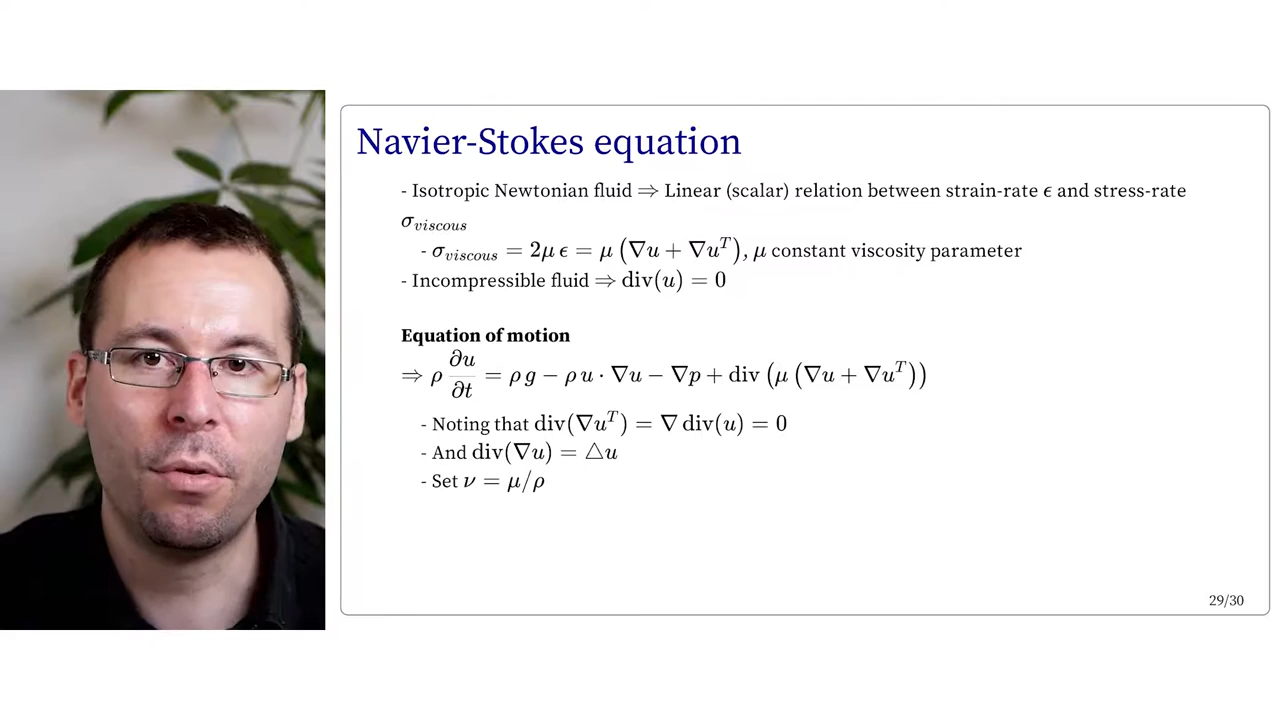 Navier-Stokes equation
- Isotropic Newtonian fluid ⇒ Linear (scalar) relation between strain-rate ϵ and stress-rate
σ_viscous
- σ_viscous = 2μ ϵ = μ (∇u + ∇u^T), μ constant viscosity parameter
- Incompressible fluid ⇒ div(u) = 0
Equation of motion
⇒ ρ ∂u/∂t = ρ g − ρ u · ∇u − ∇p + div (μ (∇u + ∇u^T))
- Noting that div(∇u^T) = ∇ div(u) = 0
- And div(∇u) = △u
- Set ν = μ/ρ
29/30